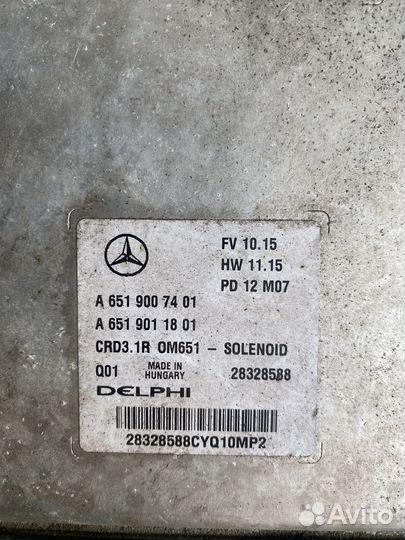 FV 10.15
HW 11.15
PD 12 M07
A 651 900 74 01
A 651 901 18 01
CRD3.1R OM651 – SOLENOID
Q01 MADE IN HUNGARY 28328588
DELPHI
28328588CYQ10MP2
Avito